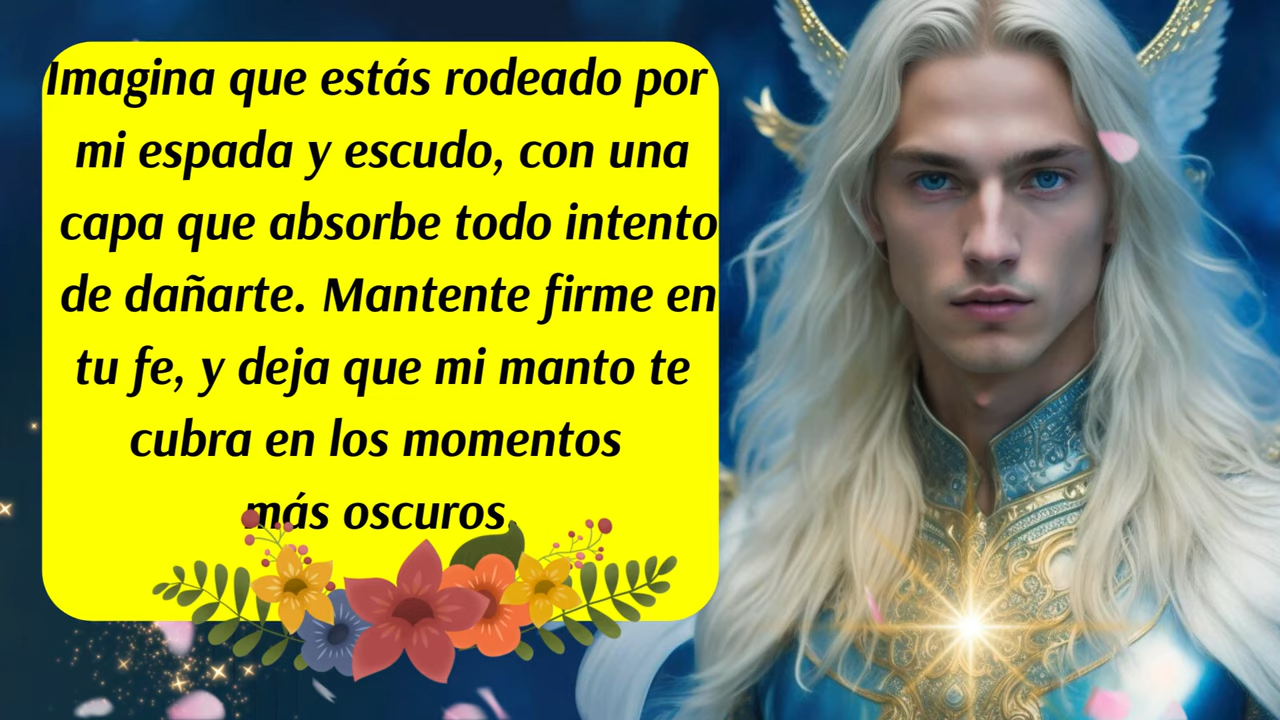 Imagina que estás rodeado por
mi espada y escudo, con una
capa que absorbe todo intento
de dañarte. Mantente firme en
tu fe, y deja que mi manto te
cubra en los momentos
más oscuros.